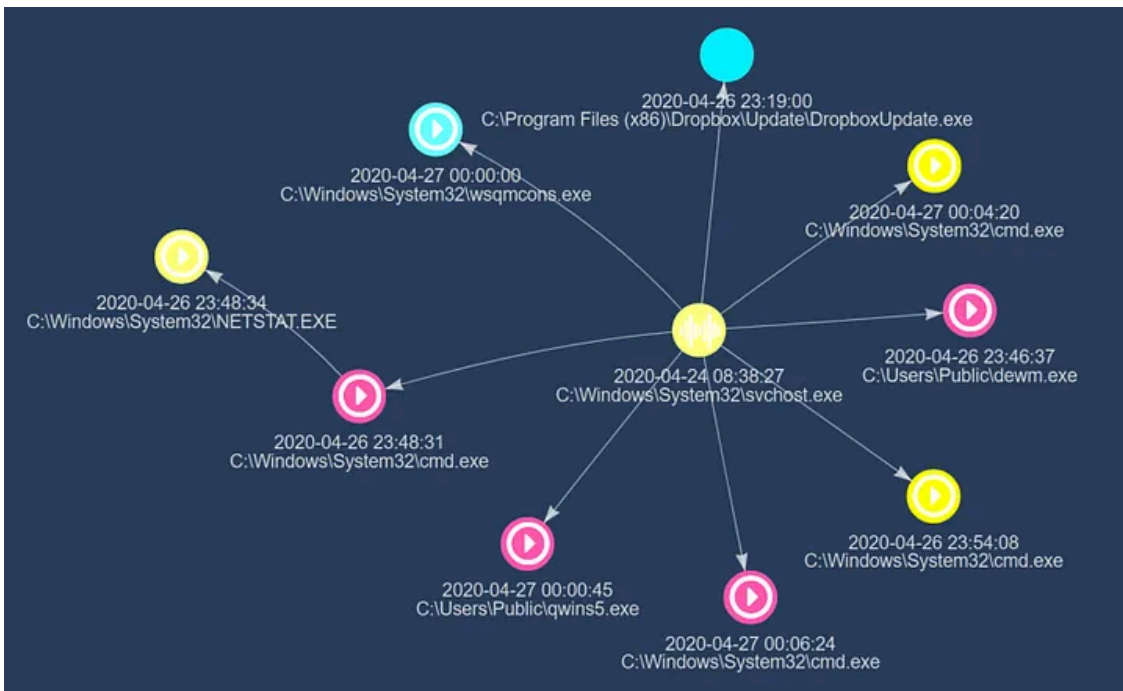 2020-04-26 23:19:00
C:\Program Files (x86)\Dropbox\Update\DropboxUpdate.exe
2020-04-27 00:00:00
C:\Windows\System32\wsqmcons.exe
2020-04-27 00:04:20
C:\Windows\System32\cmd.exe
2020-04-26 23:48:34
C:\Windows\System32\NETSTAT.EXE
2020-04-26 23:46:37
C:\Users\Public\dewm.exe
2020-04-24 08:38:27
C:\Windows\System32\svchost.exe
2020-04-26 23:48:31
C:\Windows\System32\cmd.exe
2020-04-26 23:54:08
C:\Windows\System32\cmd.exe
2020-04-27 00:00:45
C:\Users\Public\qwins5.exe
2020-04-27 00:06:24
C:\Windows\System32\cmd.exe